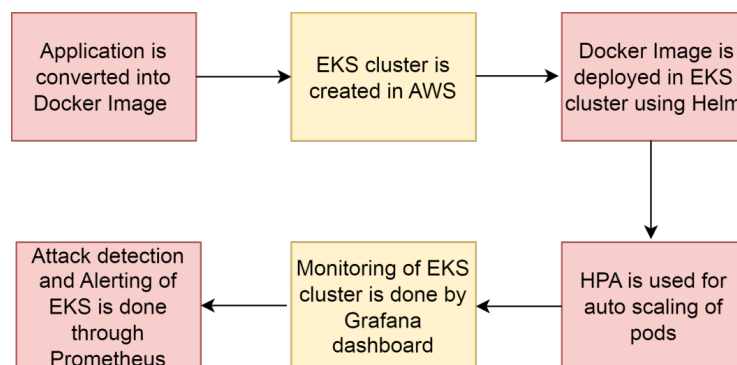 Application is
converted into
Docker Image
EKS cluster is
created in AWS
Docker Image is
deployed in EKS
cluster using Helm
HPA is used for
auto scaling of
pods
Monitoring of EKS
cluster is done by
Grafana
dashboard
Attack detection
and Alerting of
EKS is done
through
Prometheus